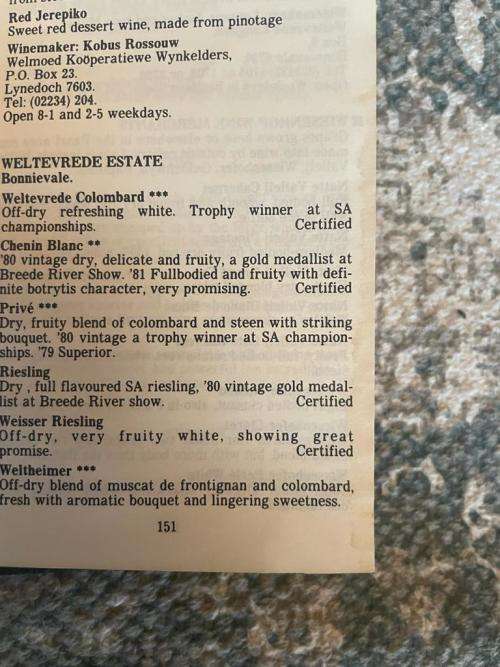 Red Jerepiko
Sweet red dessert wine, made from pinotage
Winemaker: Kobus Rossouw
Welmoed Koöperatiewe Wynkelders,
P.O. Box 23.
Lynedoch 7603.
Tel: (02234) 204.
Open 8-1 and 2-5 weekdays.
WELTEVREDE ESTATE
Bonnievale.
Weltevrede Colombard ***
Off-dry refreshing white. Trophy winner at SA
championships. Certified
Chenin Blanc **
'80 vintage dry, delicate and fruity, a gold medallist at
Breede River Show. '81 Fullbodied and fruity with defi-
nite botrytis character, very promising. Certified
Privé ***
Dry, fruity blend of colombard and steen with striking
bouquet. '80 vintage a trophy winner at SA champion-
ships. '79 Superior.
Riesling
Dry , full flavoured SA riesling, '80 vintage gold medal-
list at Breede River show. Certified
Weisser Riesling
Off-dry, very fruity white, showing great
promise. Certified
Weltheimer ***
Off-dry blend of muscat de frontignan and colombard,
fresh with aromatic bouquet and lingering sweetness.
151